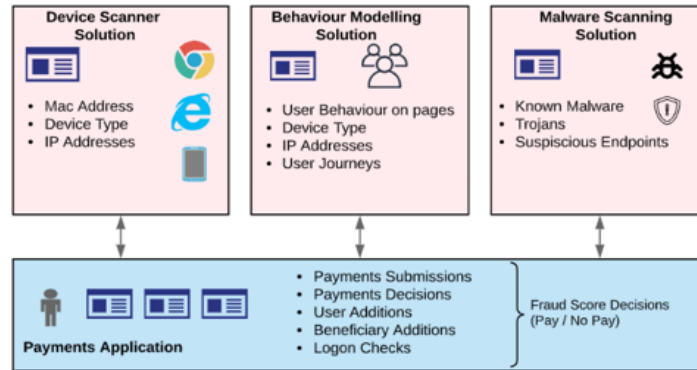 Device Scanner
Solution
• Mac Address
• Device Type
• IP Addresses
Behaviour Modelling
Solution
• User Behaviour on pages
• Device Type
• IP Addresses
• User Journeys
Malware Scanning
Solution
• Known Malware
• Trojans
• Suspiscious Endpoints
Payments Application
• Payments Submissions
• Payments Decisions
• User Additions
• Beneficiary Additions
• Logon Checks
Fraud Score Decisions
(Pay / No Pay)